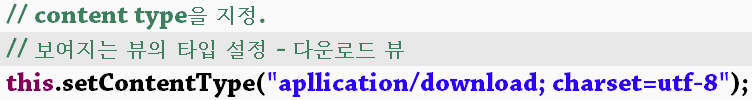 // content type을 지정.
// 보여지는 뷰의 타입 설정 - 다운로드 뷰
this.setContentType("apllication/download; charset=utf-8");